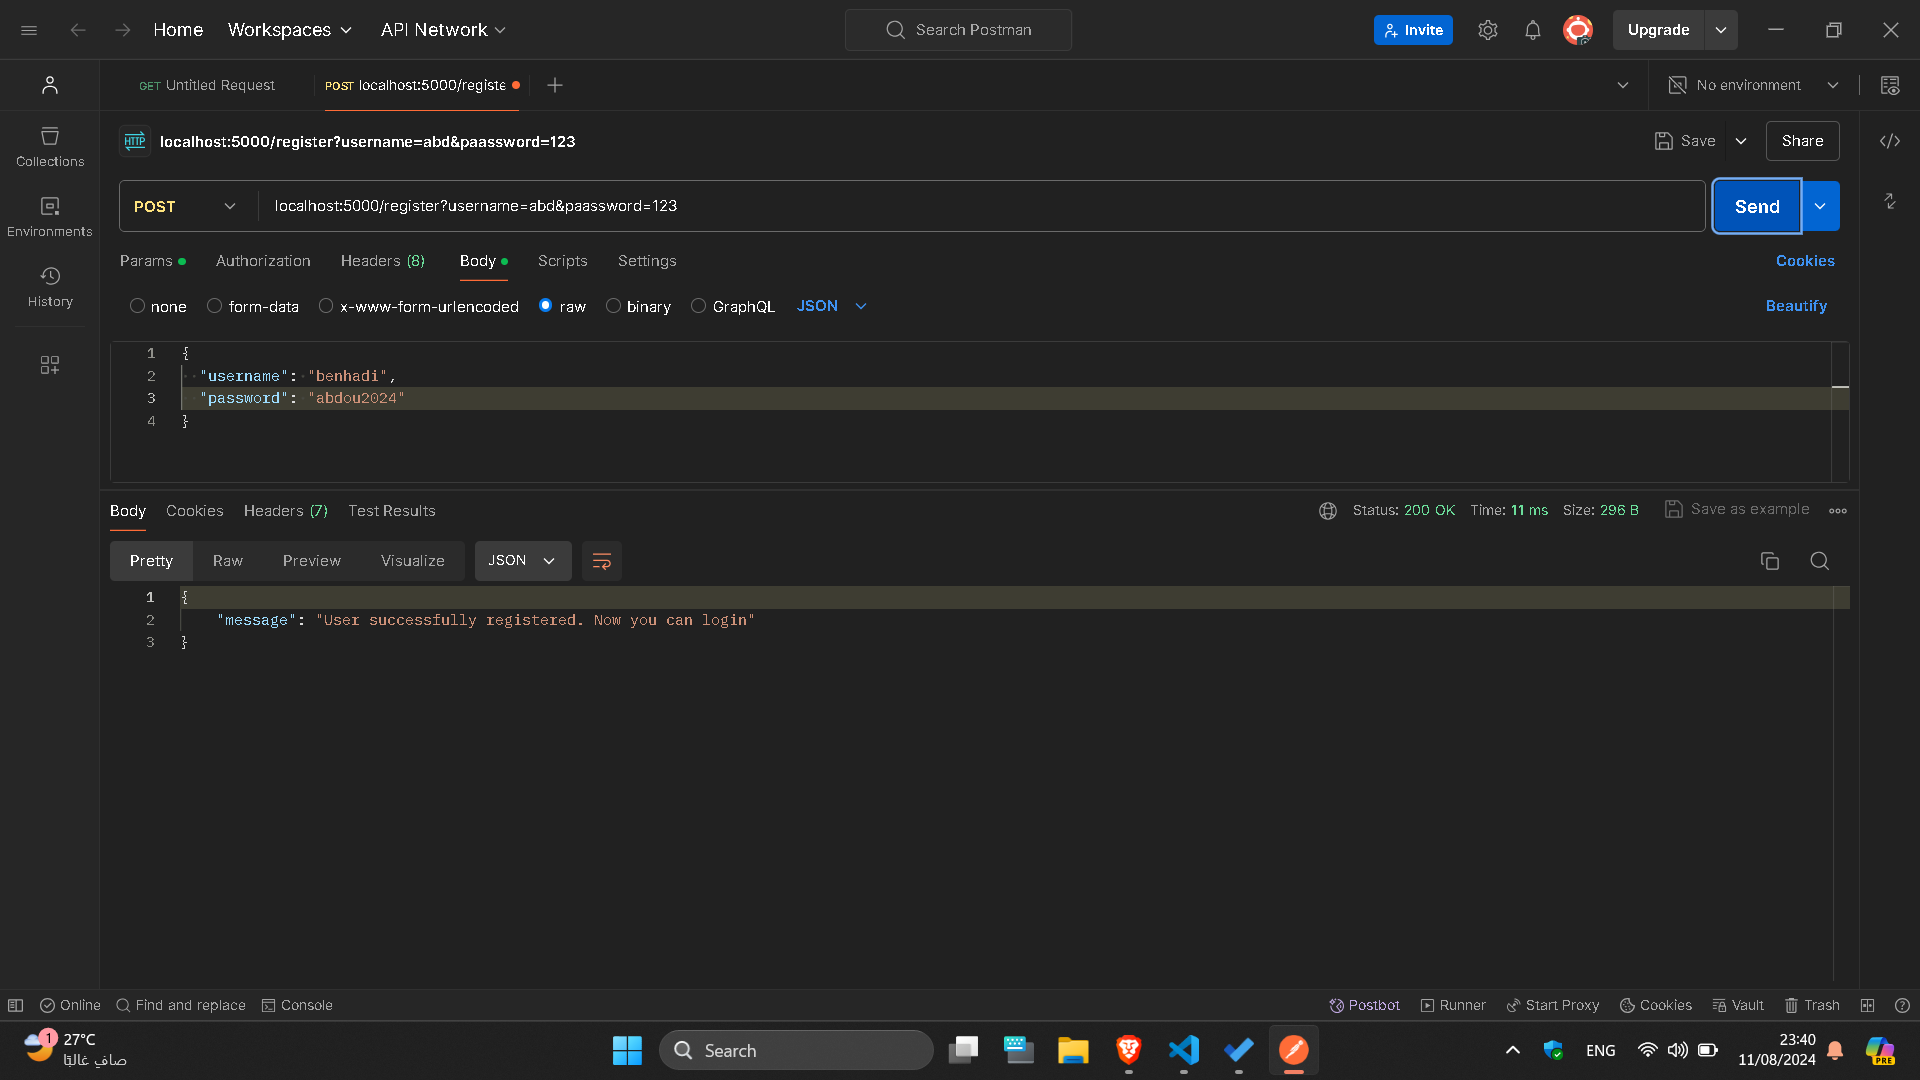 Home Workspaces API Network Search Postman Invite Upgrade
GET Untitled Request POST localhost:5000/registe No environment
HTTP localhost:5000/register?username=abd&paassword=123 Save Share
Collections
Environments
History
POST localhost:5000/register?username=abd&paassword=123 Send
Params Authorization Headers (8) Body Scripts Settings Cookies
none form-data x-www-form-urlencoded raw binary GraphQL JSON Beautify
1 {
2 "username": "benhadi",
3 "password": "abdou2024"
4 }
Body Cookies Headers (7) Test Results Status: 200 OK Time: 11 ms Size: 296 B Save as example
Pretty Raw Preview Visualize JSON
1 {
2 "message": "User successfully registered. Now you can login"
3 }
Online Find and replace Console Postbot Runner Start Proxy Cookies Vault Trash
1 27°C
صافٍ غالبًا
Search
ENG
23:40
11/08/2024
PRE